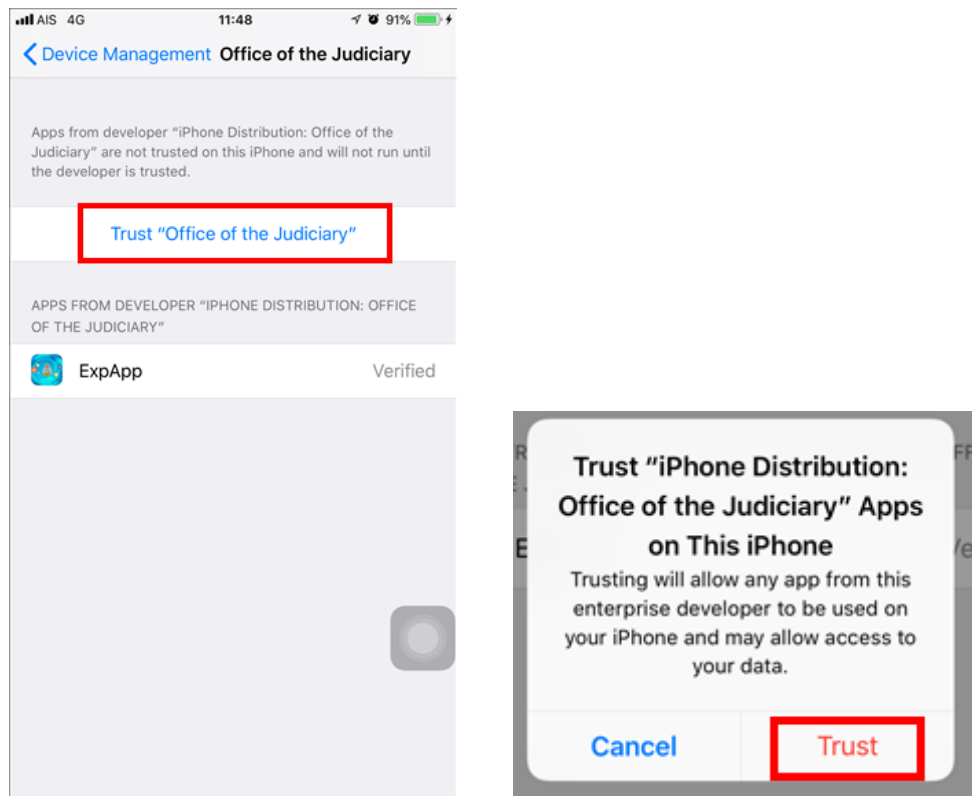 AIS 4G 11:48 91%
Device Management Office of the Judiciary
Apps from developer “iPhone Distribution: Office of the
Judiciary” are not trusted on this iPhone and will not run until
the developer is trusted.
Trust “Office of the Judiciary”
APPS FROM DEVELOPER “IPHONE DISTRIBUTION: OFFICE
OF THE JUDICIARY”
ExpApp Verified
Trust “iPhone Distribution:
Office of the Judiciary” Apps
on This iPhone
Trusting will allow any app from this
enterprise developer to be used on
your iPhone and may allow access to
your data.
Cancel Trust